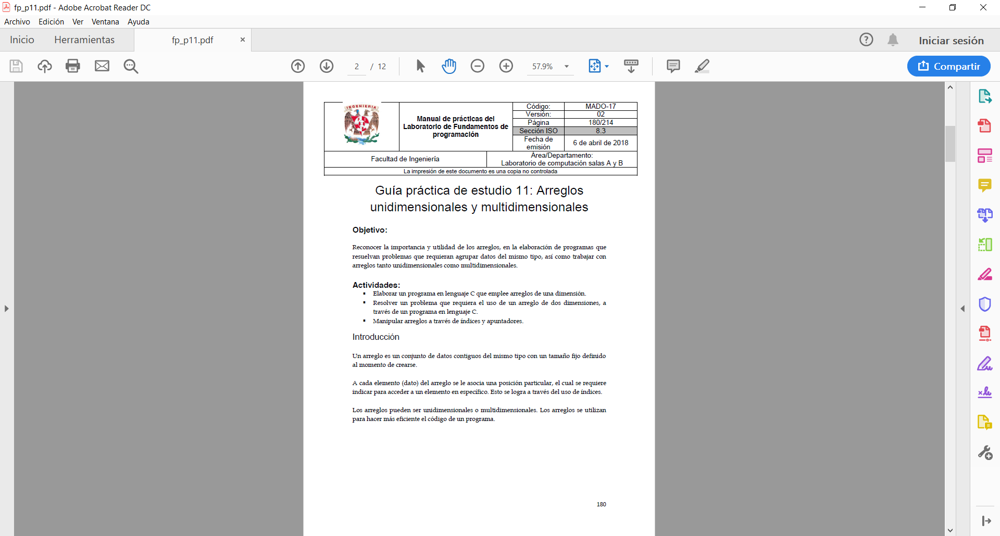 fp_p11.pdf - Adobe Acrobat Reader DC
Archivo Edición Ver Ventana Ayuda
Inicio Herramientas fp_p11.pdf × Iniciar sesión
2 / 12 57.9% Compartir
INGENIERIA
Manual de prácticas del
Laboratorio de Fundamentos de
programación
Código: MADO-17
Versión: 02
Página 180/214
Sección ISO 8.3
Fecha de
emisión
6 de abril de 2018
Facultad de Ingeniería
Área/Departamento:
Laboratorio de computación salas A y B
La impresión de este documento es una copia no controlada
Guía práctica de estudio 11: Arreglos
unidimensionales y multidimensionales
Objetivo:
Reconocer la importancia y utilidad de los arreglos, en la elaboración de programas que
resuelvan problemas que requieran agrupar datos del mismo tipo, así como trabajar con
arreglos tanto unidimensionales como multidimensionales.
Actividades:
▪ Elaborar un programa en lenguaje C que emplee arreglos de una dimensión.
▪ Resolver un problema que requiera el uso de un arreglo de dos dimensiones, a
través de un programa en lenguaje C.
▪ Manipular arreglos a través de índices y apuntadores.
Introducción
Un arreglo es un conjunto de datos contiguos del mismo tipo con un tamaño fijo definido
al momento de crearse.
A cada elemento (dato) del arreglo se le asocia una posición particular, el cual se requiere
indicar para acceder a un elemento en específico. Esto se logra a través del uso de índices.
Los arreglos pueden ser unidimensionales o multidimensionales. Los arreglos se utilizan
para hacer más eficiente el código de un programa.
180